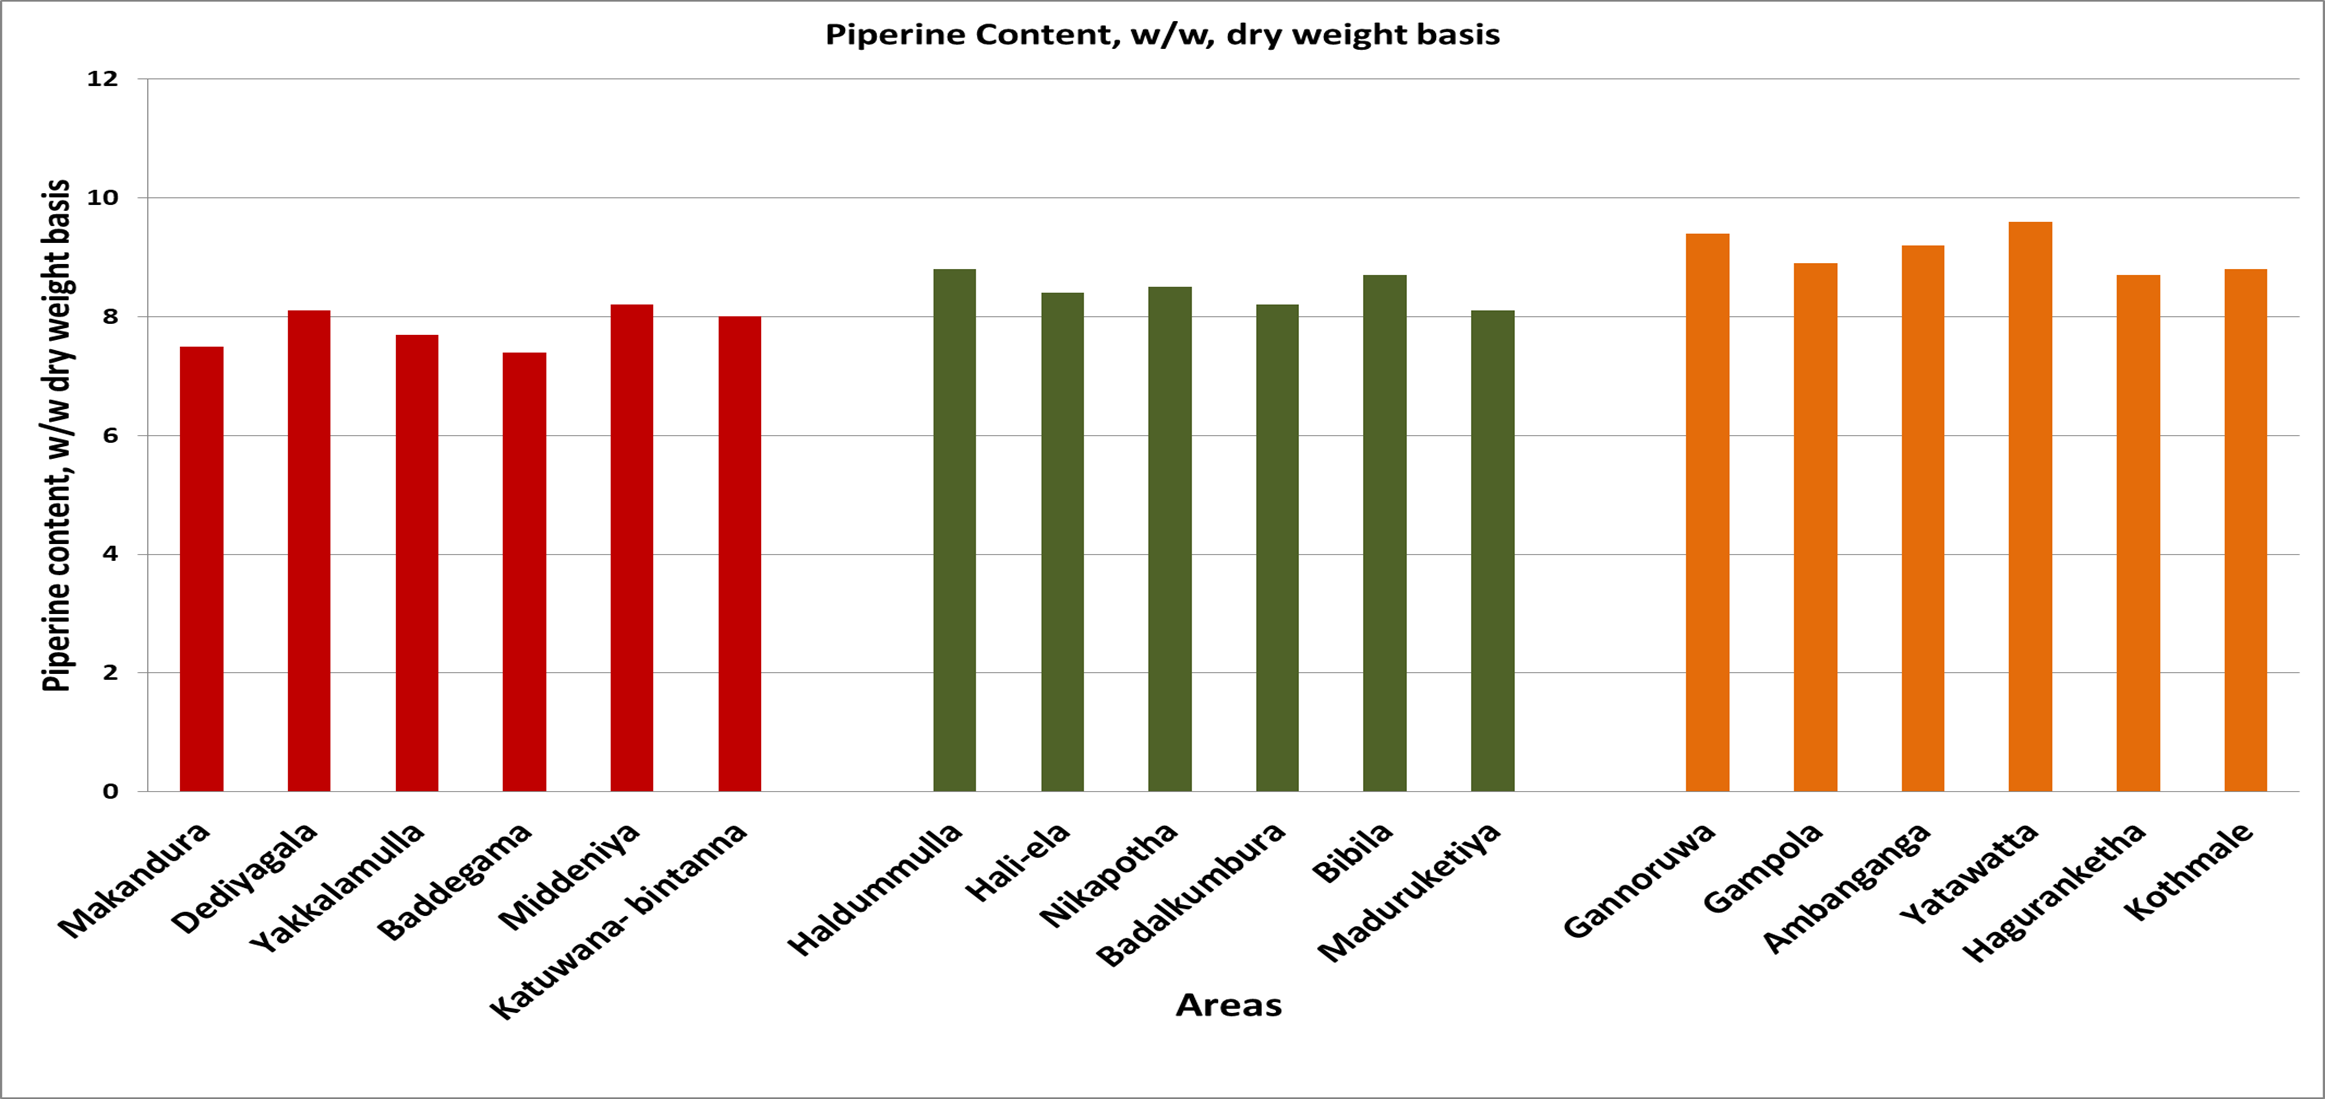 Piperine Content, w/w, dry weight basis
Piperine content, w/w dry weight basis
12
10
8
6
4
2
0
Makandura
Dediyagala
Yakkalamulla
Baddegama
Middeniya
Katuwana- bintanna
Haldummulla
Hali-ela
Nikapotha
Badalkumbura
Bibila
Maduruketiya
Gannoruwa
Gampola
Ambanganga
Yatawatta
Haguranketha
Kothmale
Areas